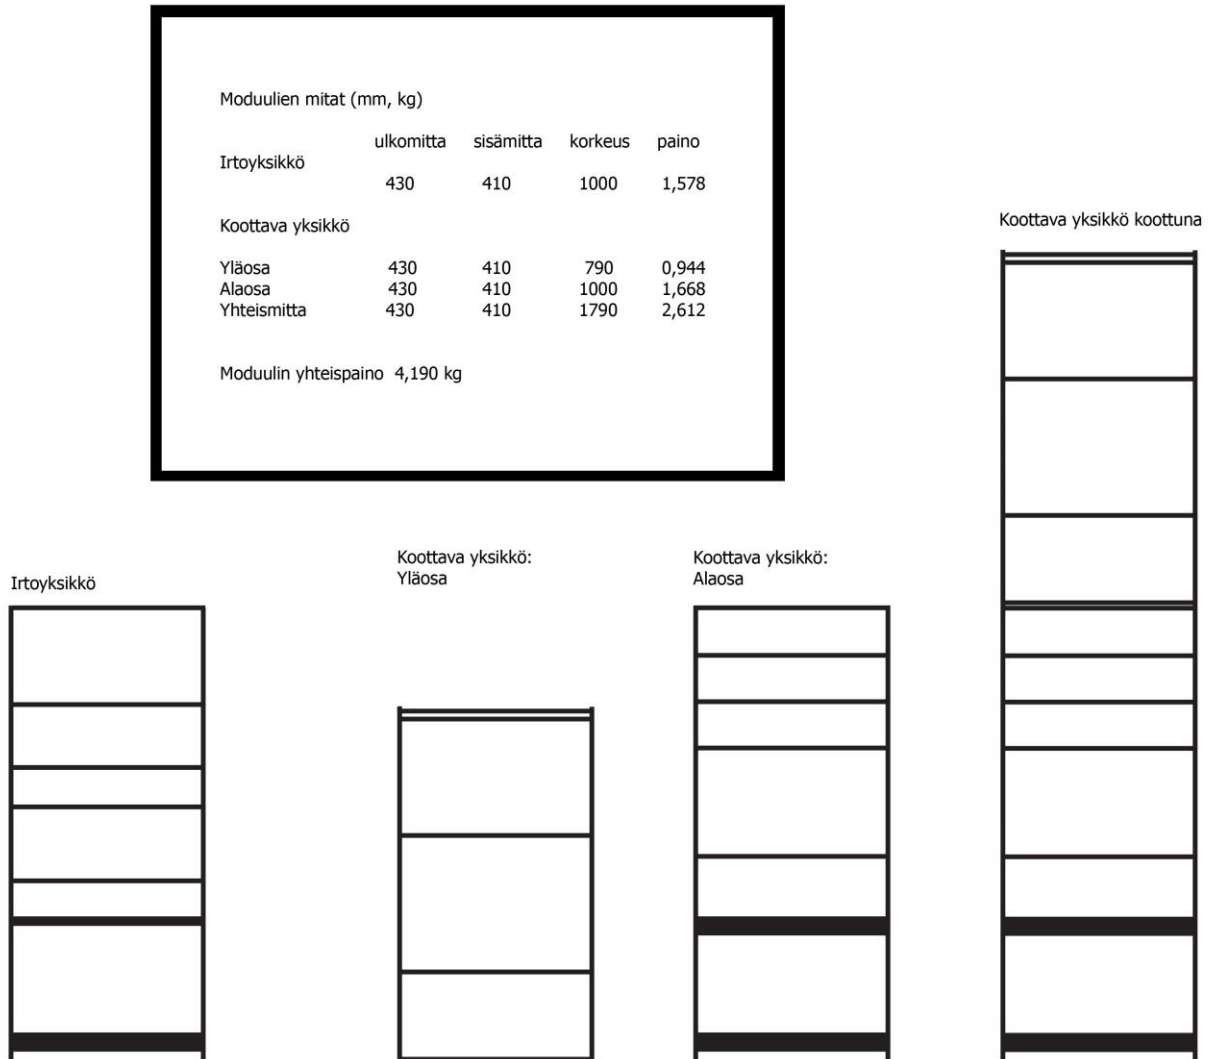 Moduulien mitat (mm, kg)
ulkomitta sisämitta korkeus paino
Irtoyksikkö
430 410 1000 1,578
Koottava yksikkö
Yläosa 430 410 790 0,944
Alaosa 430 410 1000 1,668
Yhteismitta 430 410 1790 2,612
Moduulin yhteispaino 4,190 kg
Koottava yksikkö koottuna
Irtoyksikkö
Koottava yksikkö:
Yläosa
Koottava yksikkö:
Alaosa